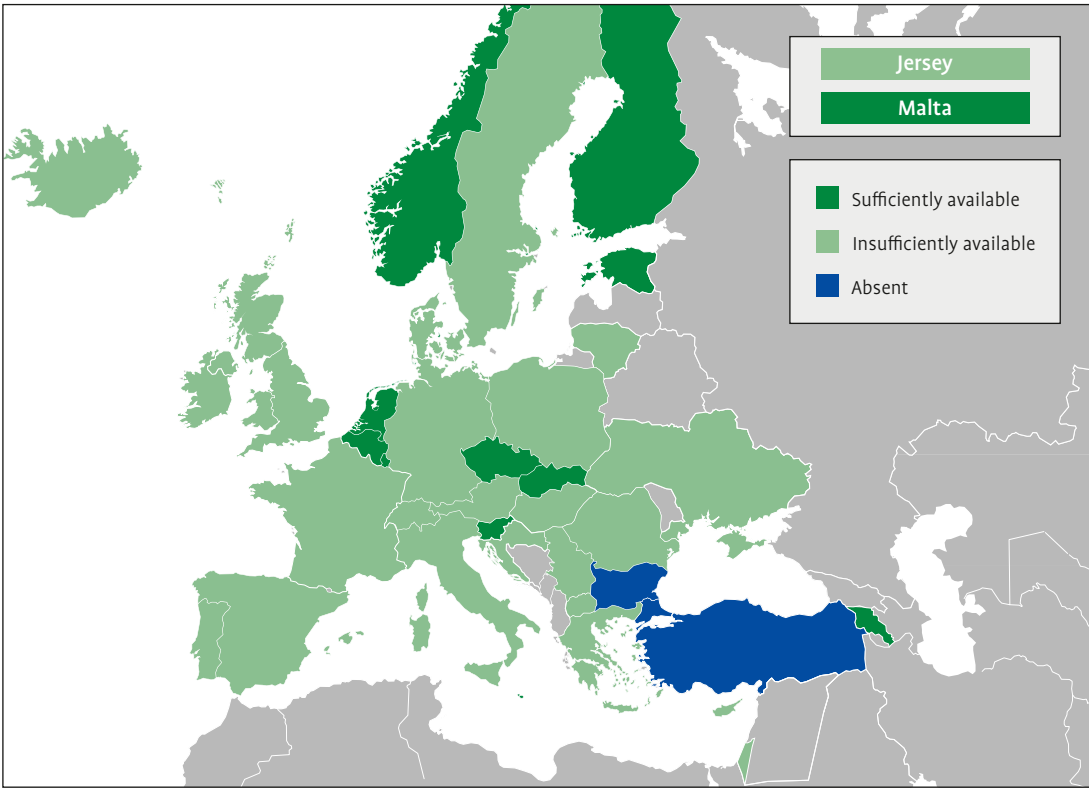 Jersey
Malta
Sufficiently available
Insufficiently available
Absent